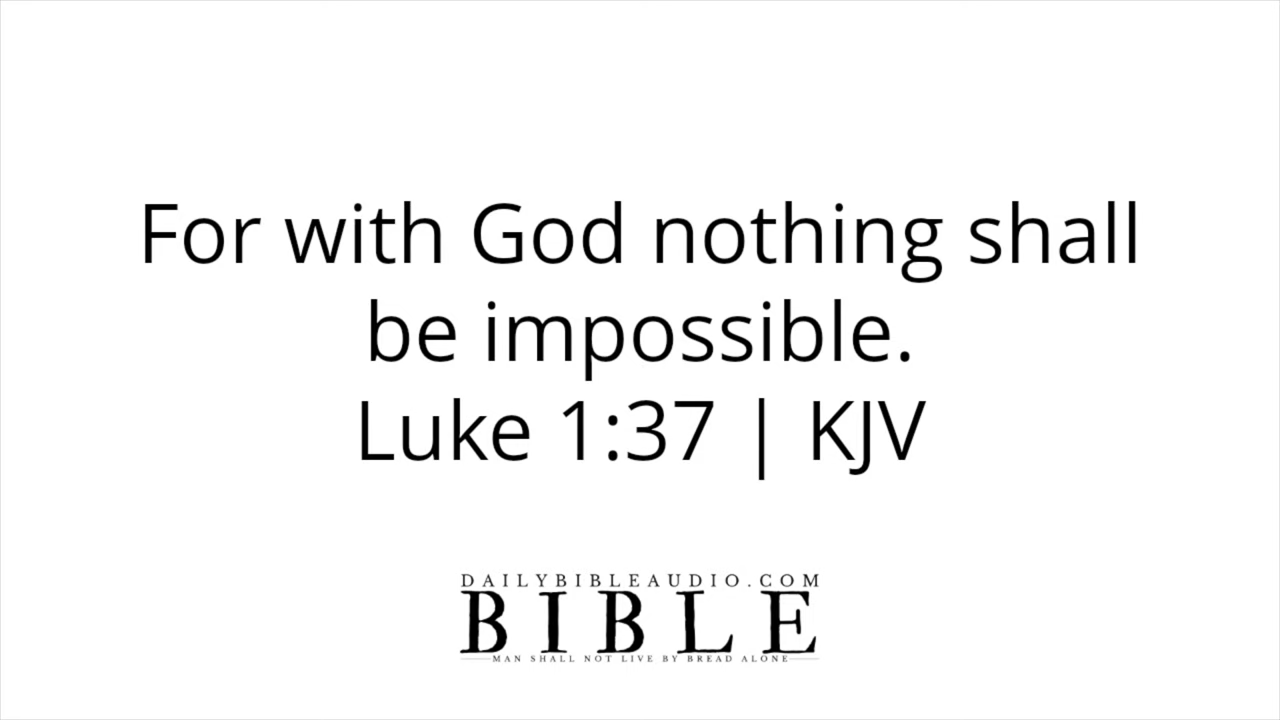 For with God nothing shall
be impossible.
Luke 1:37 | KJV
DAILYBIBLEAUDIO.COM
BIBLE
MAN SHALL NOT LIVE BY BREAD ALONE